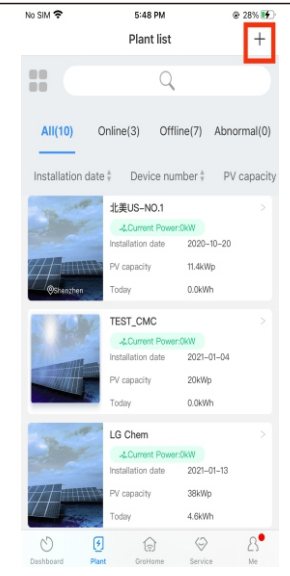 No SIM 5:48 PM 28%
Plant list +
All(10) Online(3) Offline(7) Abnormal(0)
Installation date Device number PV capacity
北美US-NO.1 >
Current Power:0kW
Installation date 2020-10-20
PV capacity 11.4kWp
Shenzhen
Today 0.0kWh
TEST_CMC >
Current Power:0kW
Installation date 2021-01-04
PV capacity 20kWp
Today 0.0kWh
LG Chem >
Current Power:0kW
Installation date 2021-01-13
PV capacity 38kWp
Today 4.6kWh
Dashboard Plant GroHome Service Me